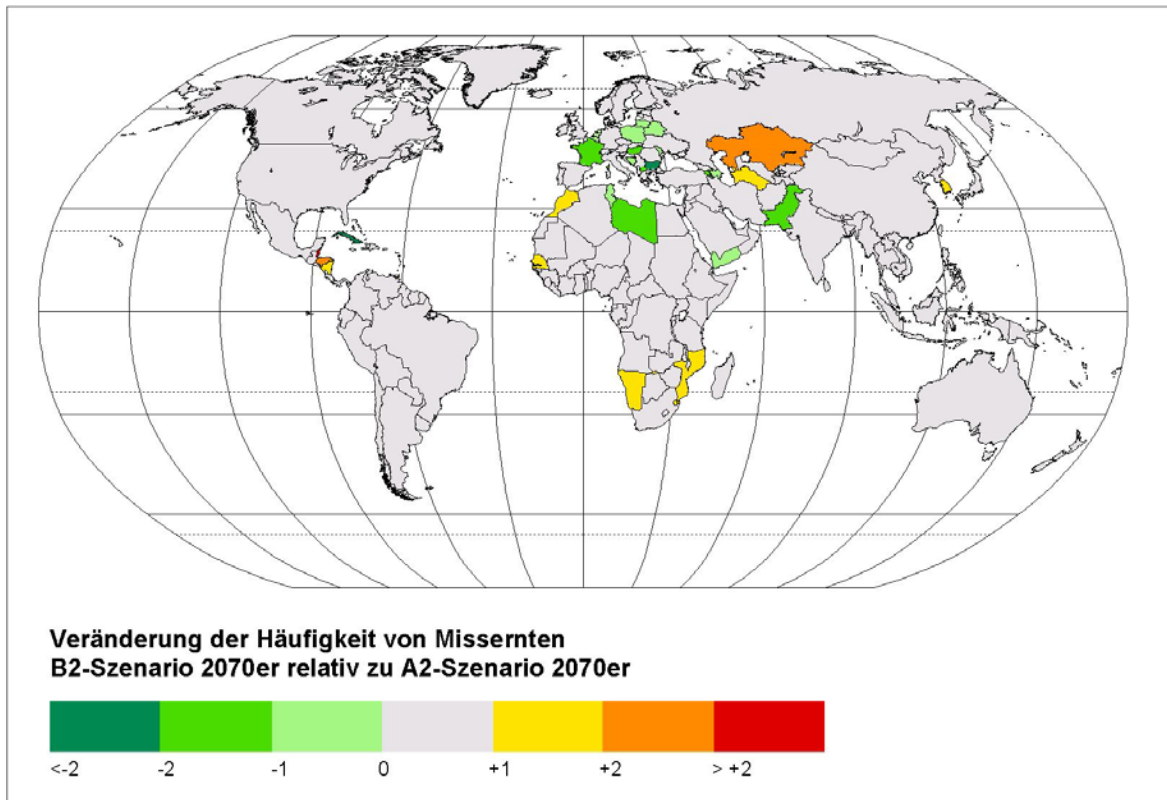 Veränderung der Häufigkeit von Missernten
B2-Szenario 2070er relativ zu A2-Szenario 2070er
<-2 -2 -1 0 +1 +2 > +2